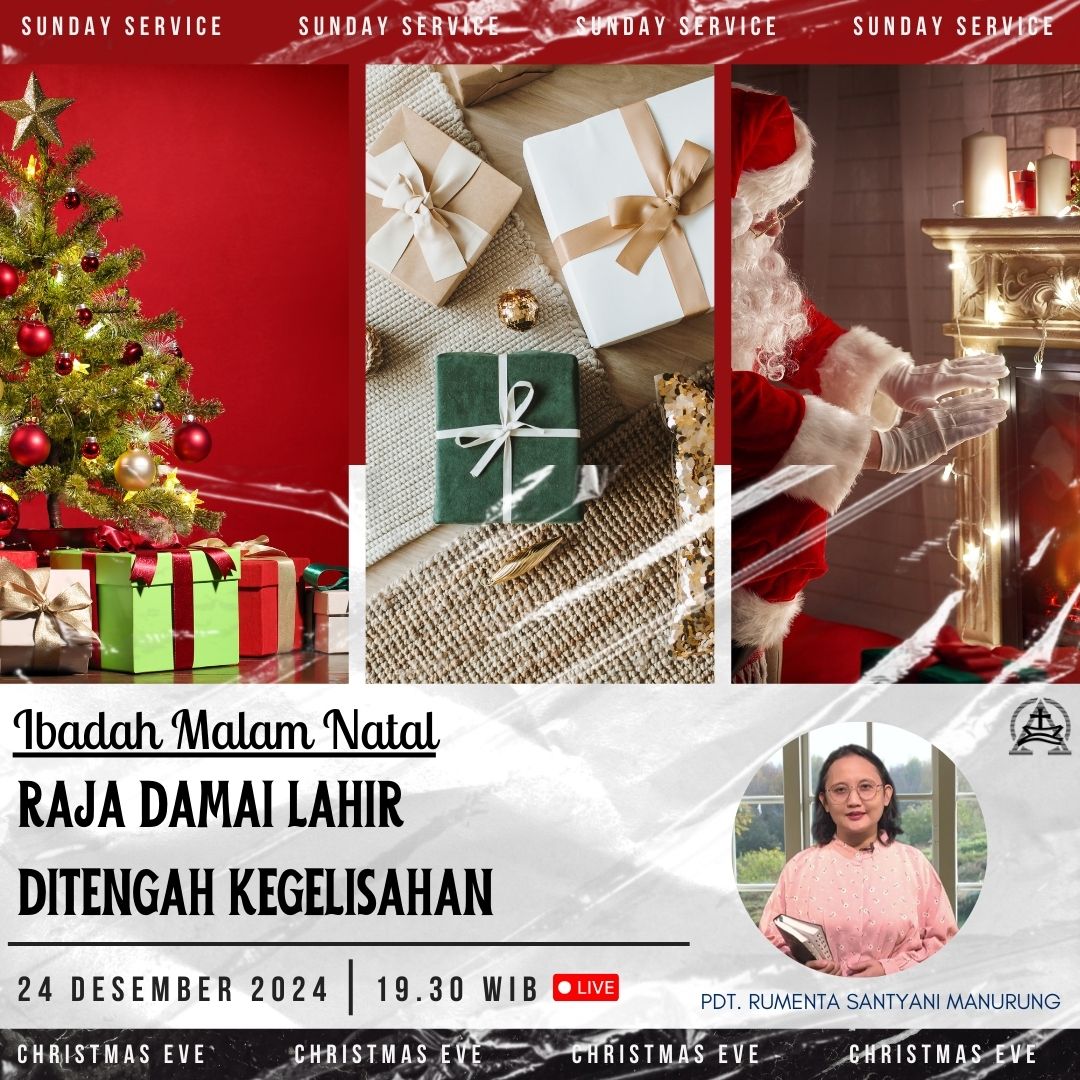 SUNDAY SERVICE SUNDAY SERVICE SUNDAY SERVICE SUNDAY SERVICE
Ibadah Malam Natal
RAJA DAMAI LAHIR
DITENGAH KEGELISAHAN
24 DESEMBER 2024 | 19.30 WIB LIVE
PDT. RUMENTA SANTYANI MANURUNG
CHRISTMAS EVE CHRISTMAS EVE CHRISTMAS EVE CHRISTMAS EVE